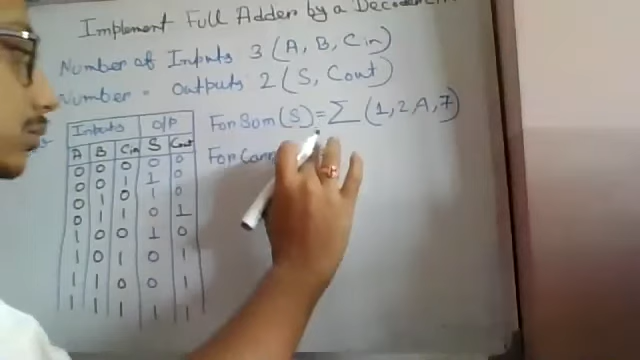 Implement Full Adder by a Decoder
Number of Inputs 3 (A, B, Cin)
Number " Outputs 2 (S, Cout)
Inputs O/P
A B Cin S Cout
0 0 0 0 0
0 0 1 1 0
0 1 0 1 0
0 1 1 0 1
1 0 0 1 0
1 0 1 0 1
1 1 0 0 1
1 1 1 1 1
For Sum (S) = Σ (1, 2, 4, 7)
For Carr